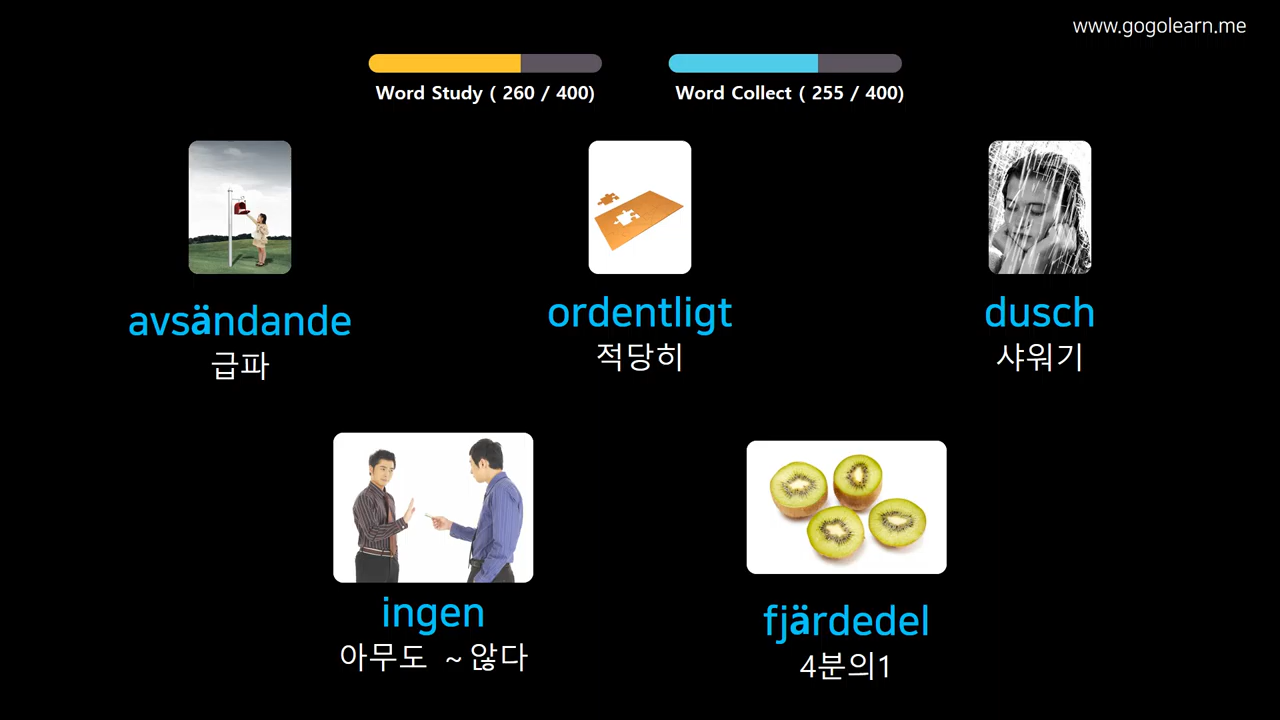 www.gogolearn.me
Word Study ( 260 / 400)
Word Collect ( 255 / 400)
avsändande
급파
ordentligt
적당히
dusch
샤워기
ingen
아무도 ~ 않다
fjärdedel
4분의1